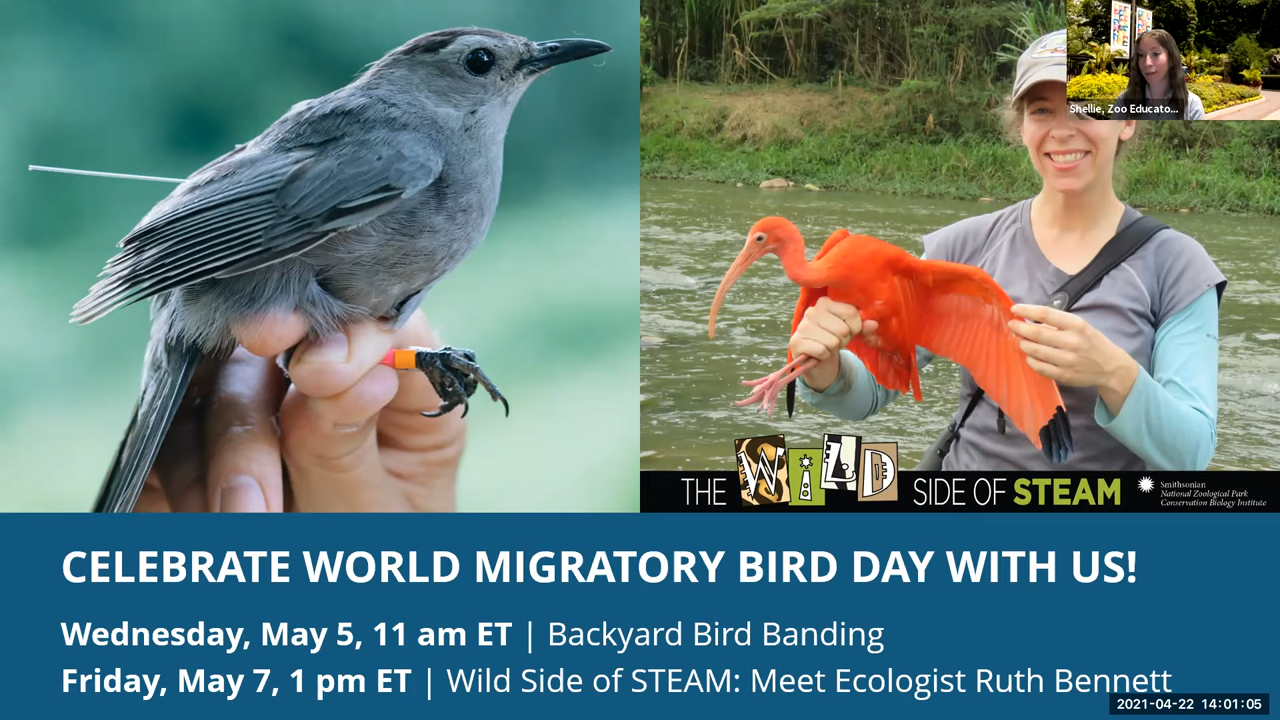 Shellie, Zoo Educato...
THE WILD SIDE OF STEAM
Smithsonian
National Zoological Park
Conservation Biology Institute
CELEBRATE WORLD MIGRATORY BIRD DAY WITH US!
Wednesday, May 5, 11 am ET | Backyard Bird Banding
Friday, May 7, 1 pm ET | Wild Side of STEAM: Meet Ecologist Ruth Bennett
2021-04-22 14:01:05